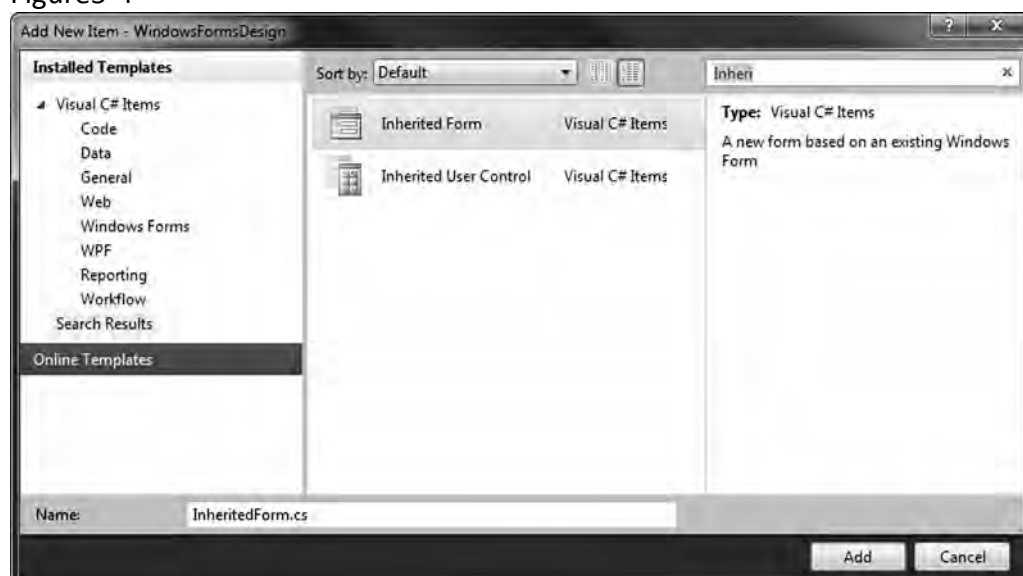 Add New Item - WindowsFormsDesign
Installed Templates
Visual C# Items
Code
Data
General
Web
Windows Forms
WPF
Reporting
Workflow
Search Results
Online Templates
Sort by: Default
Inherited Form Visual C# Items
Inherited User Control Visual C# Items
Inheri
Type: Visual C# Items
A new form based on an existing Windows
Form
Name: InheritedForm.cs
Add Cancel